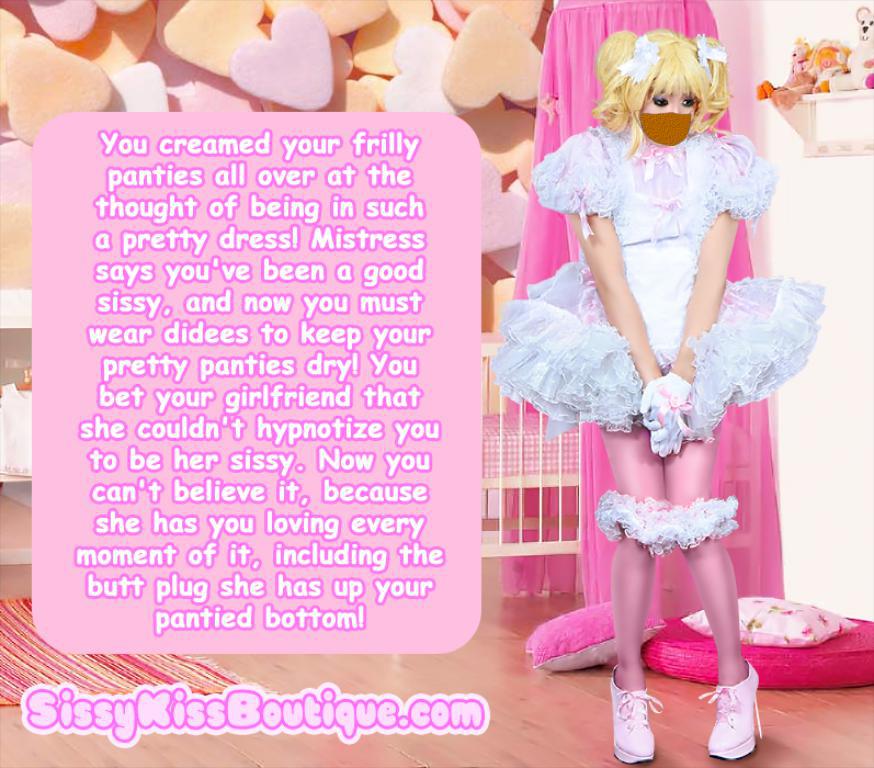 You creamed your frilly
panties all over at the
thought of being in such
a pretty dress! Mistress
says you've been a good
sissy, and now you must
wear didees to keep your
pretty panties dry! You
bet your girlfriend that
she couldn't hypnotize you
to be her sissy. Now you
can't believe it, because
she has you loving every
moment of it, including the
butt plug she has up your
pantied bottom!
SissyKissBoutique.com